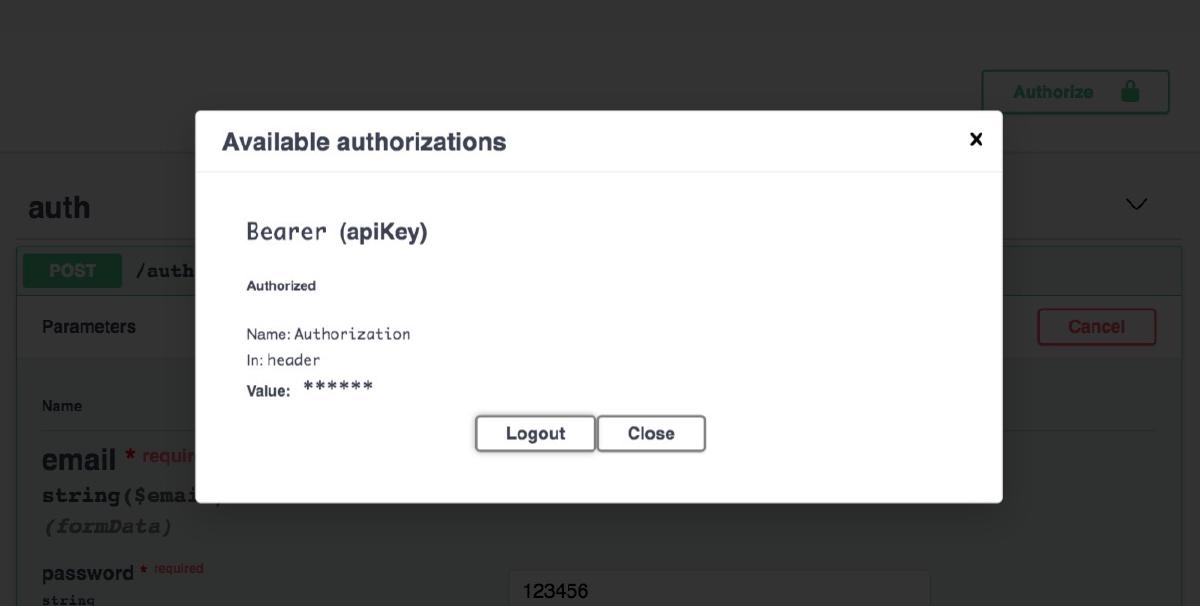 Authorize
Available authorizations
x
auth
Bearer (apiKey)
POST /auth
Authorized
Parameters
Cancel
Name: Authorization
In: header
Value: ******
Name
Logout Close
email * requir
string($emai
(formData)
password * required
string
123456